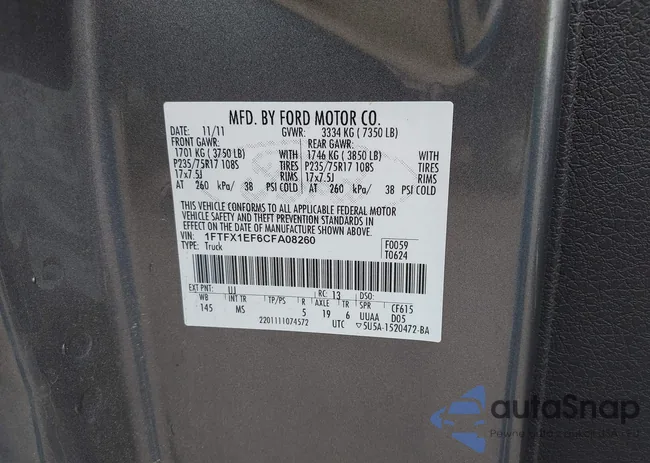 MFD. BY FORD MOTOR CO.
DATE: 11/11 GVWR: 3334 KG ( 7350 LB)
FRONT GAWR: REAR GAWR:
1701 KG ( 3750 LB) WITH 1746 KG ( 3850 LB) WITH
P235/75R17 108S TIRES P235/75R17 108S TIRES
17x7.5J RIMS 17x7.5J RIMS
AT 260 kPa/ 38 PSI COLD AT 260 kPa/ 38 PSI COLD
THIS VEHICLE CONFORMS TO ALL APPLICABLE FEDERAL MOTOR
VEHICLE SAFETY AND THEFT PREVENTION STANDARDS IN
EFFECT ON THE DATE OF MANUFACTURE SHOWN ABOVE.
VIN: 1FTFX1EF6CFA08260 F0059
TYPE: Truck T0624
EXT PNT: UJ RC: 13 DSO:
WB INT TR TP/PS R AXLE TR SPR CF615
145 MS 5 19 6 UUAA D05
2201111074572 UTC ▽5U5A-1520472-BA
autaSnap